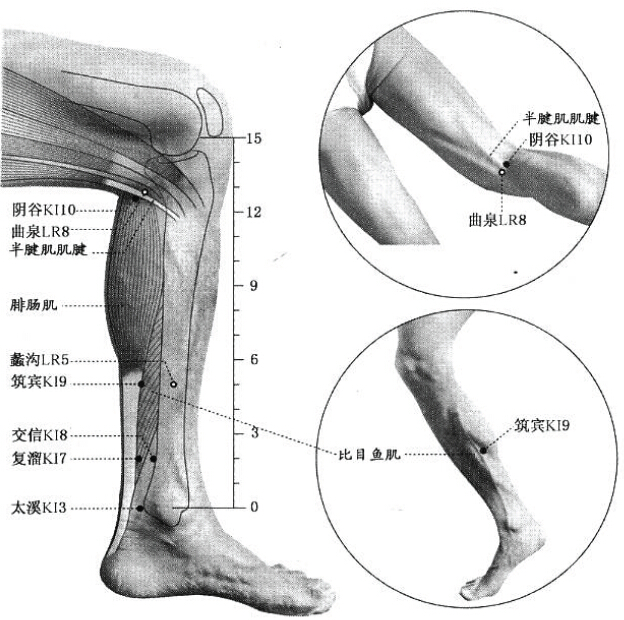 15
12
9
6
3
0
阴谷KI10
曲泉LR8
半腱肌肌腱
腓肠肌
蠡沟LR5
筑宾KI9
交信KI8
复溜KI7
太溪KI3
半腱肌肌腱
阴谷KI10
曲泉LR8
筑宾KI9
比目鱼肌